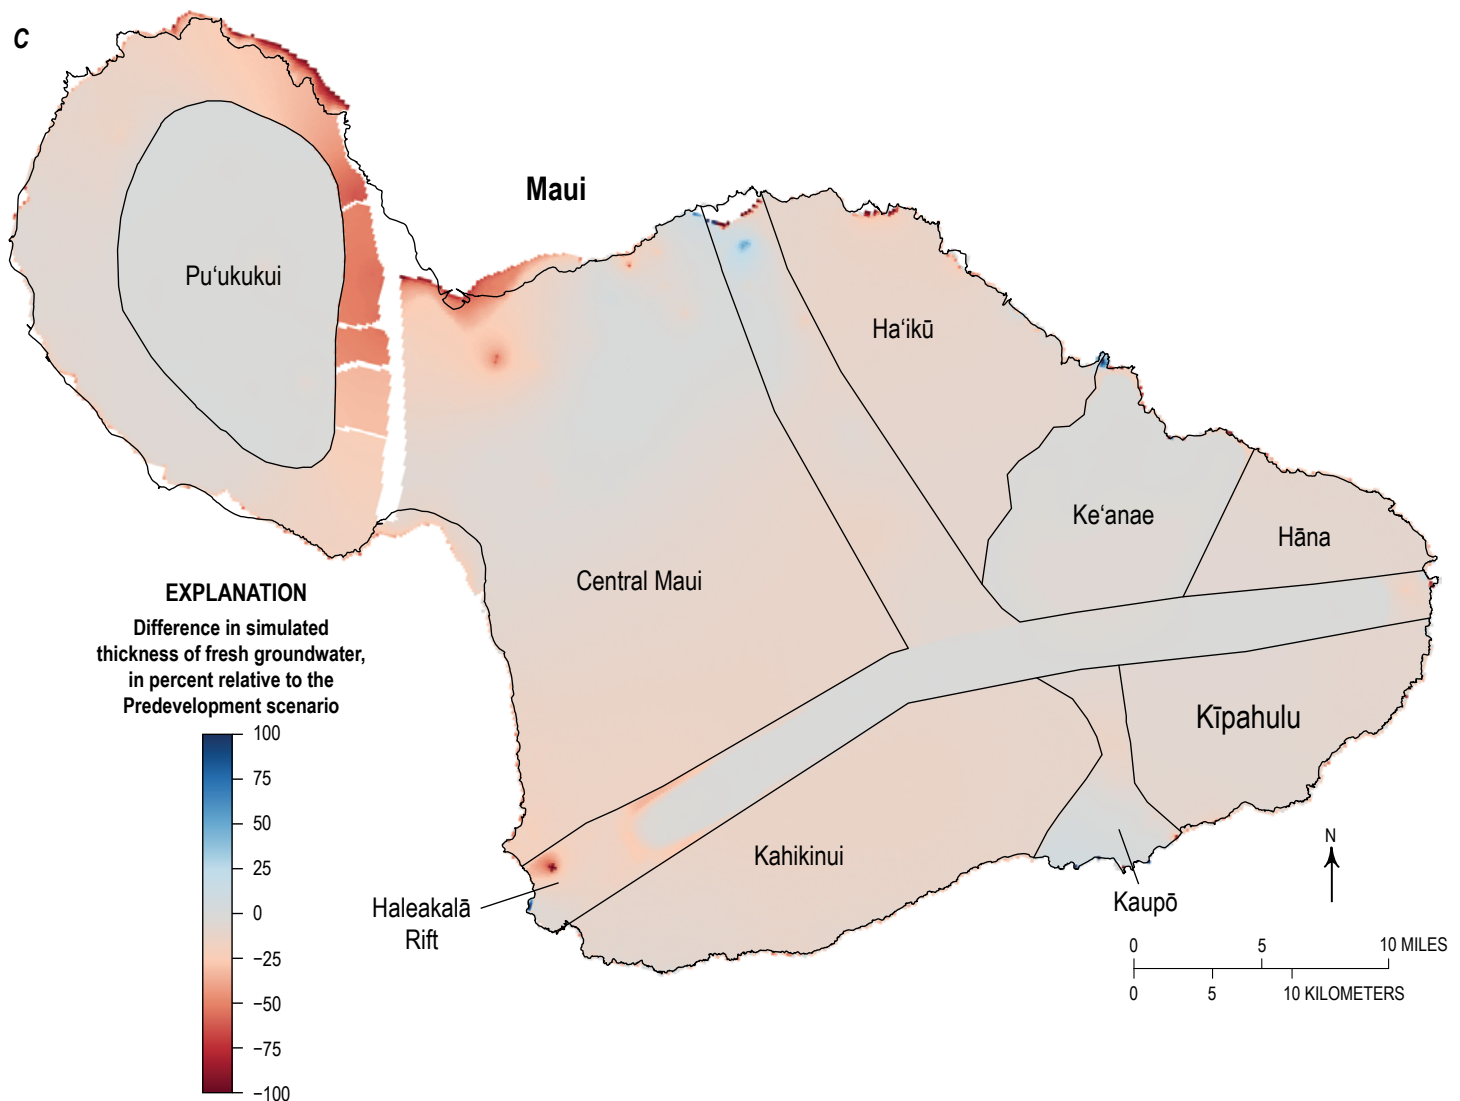 C
Maui
Pu‘ukukui
Ha‘ikū
Ke‘anae
Hāna
Central Maui
EXPLANATION
Difference in simulated
thickness of fresh groundwater,
in percent relative to the
Predevelopment scenario
100
75
50
25
0
−25
−50
−75
−100
Kīpahulu
Kahikinui
Haleakalā
Rift
Kaupō
N
0 5 10 MILES
0 5 10 KILOMETERS